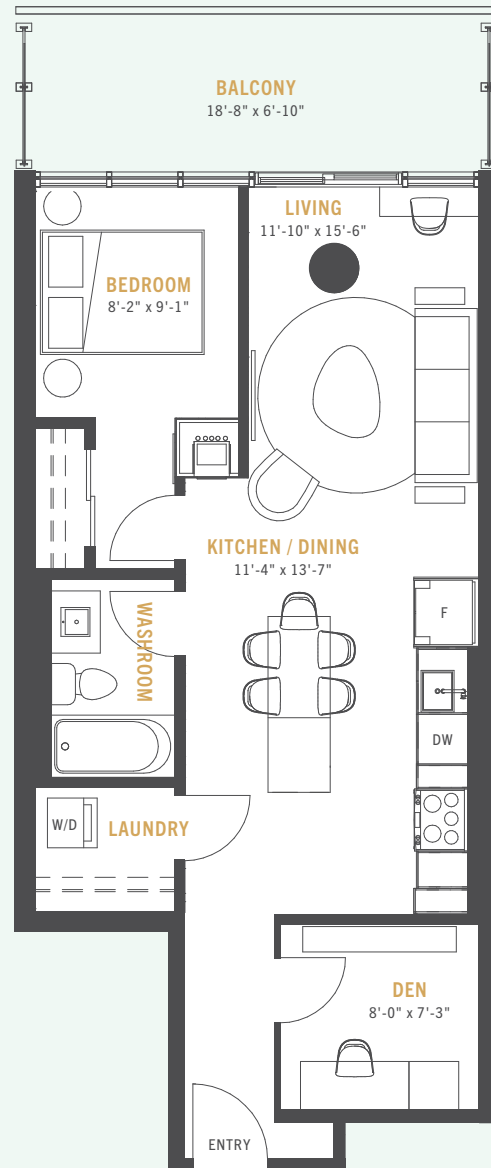 BALCONY
18'-8" x 6'-10"
LIVING
11'-10" x 15'-6"
BEDROOM
8'-2" x 9'-1"
KITCHEN / DINING
11'-4" x 13'-7"
F
WASHROOM
DW
W/D
LAUNDRY
DEN
8'-0" x 7'-3"
ENTRY